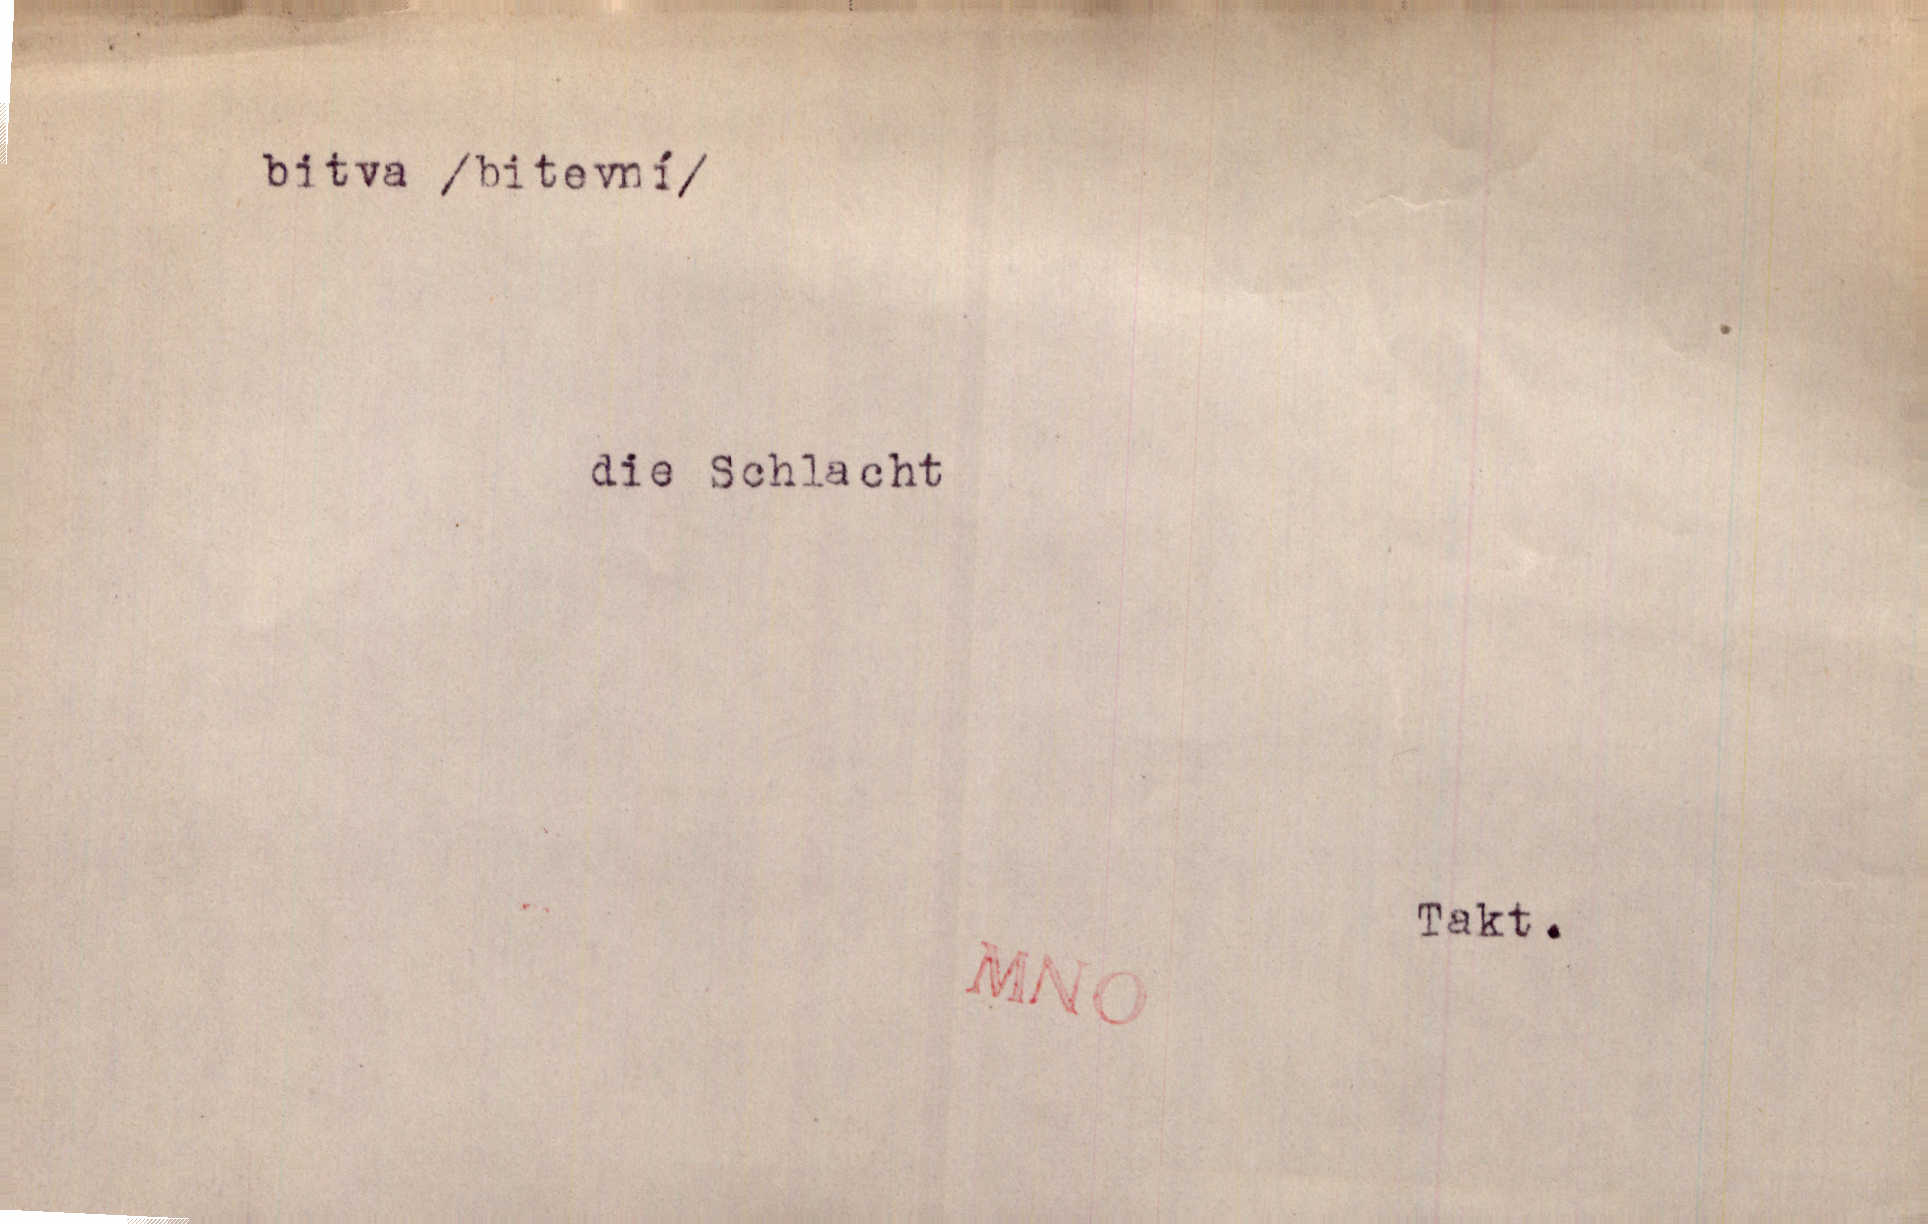 bitva /bitevní/
die Schlacht
Takt.
MNO